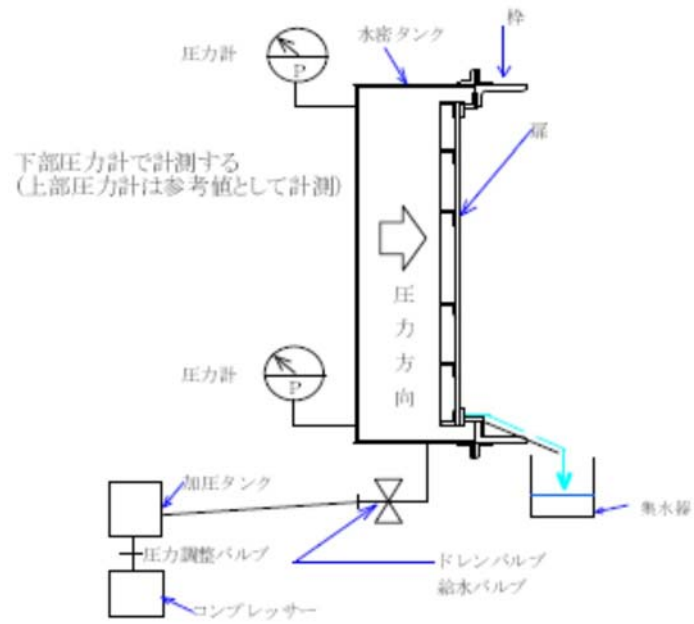 枠
水密タンク
圧力計
P
扉
下部圧力計で計測する
(上部圧力計は参考値として計測)
圧力方向
圧力計
P
加圧タンク
集水器
圧力調整バルブ
ドレンバルブ
給水バルブ
コンプレッサー